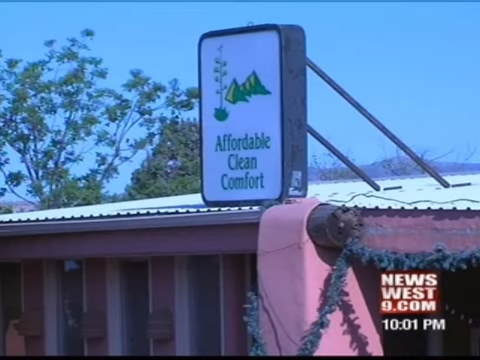 Affordable
Clean
Comfort
NEWS
WEST
9.COM
10:01 PM